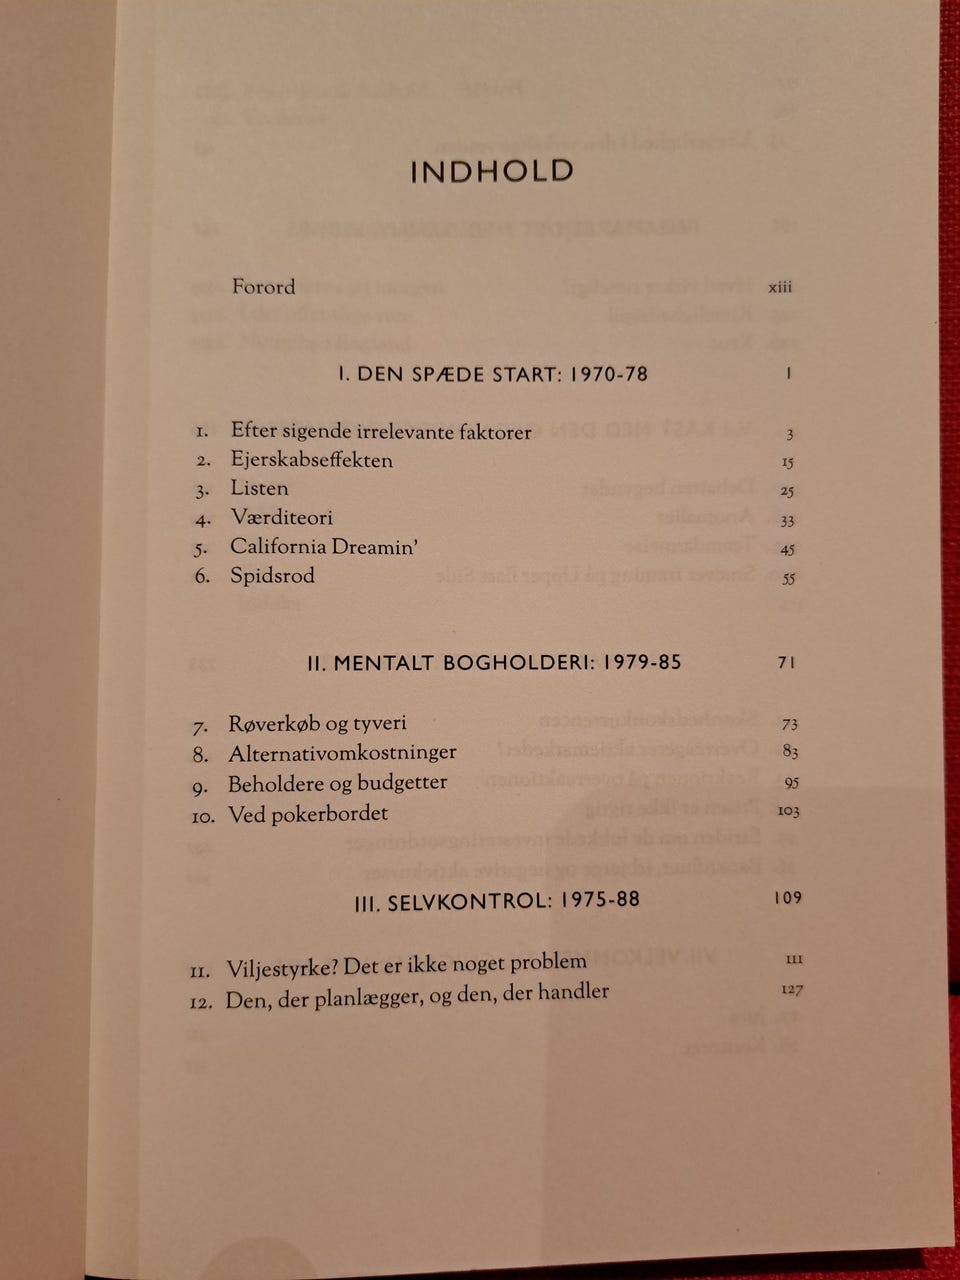 INDHOLD
Forord xiii
I. DEN SPÆDE START: 1970-78 1
1. Efter sigende irrelevante faktorer 3
2. Ejerskabseffekten 15
3. Listen 25
4. Værditeori 33
5. California Dreamin’ 45
6. Spidsrod 55
II. MENTALT BOGHOLDERI: 1979-85 71
7. Røverkøb og tyveri 73
8. Alternativomkostninger 83
9. Beholdere og budgetter 95
10. Ved pokerbordet 103
III. SELVKONTROL: 1975-88 109
11. Viljestyrke? Det er ikke noget problem 111
12. Den, der planlægger, og den, der handler 127